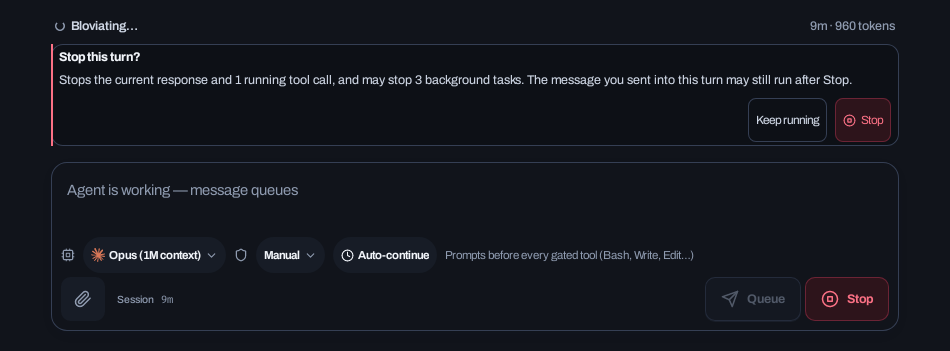 Bloviating...
9m · 960 tokens
Stop this turn?
Stops the current response and 1 running tool call, and may stop 3 background tasks. The message you sent into this turn may still run after Stop.
Keep running
Stop
Agent is working — message queues
Opus (1M context)
Manual
Auto-continue
Prompts before every gated tool (Bash, Write, Edit...)
Session 9m
Queue
Stop